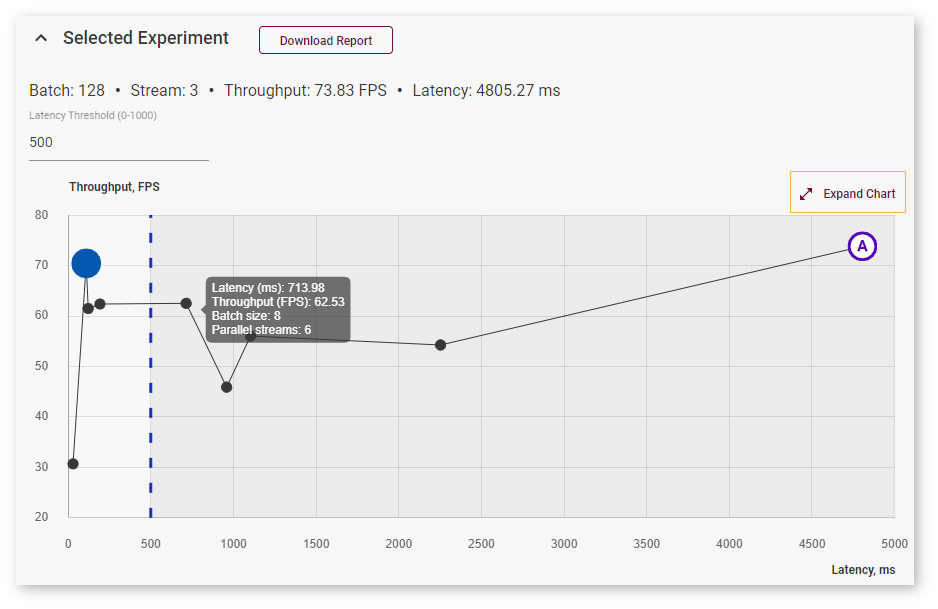 Selected Experiment
Download Report
Batch: 128 • Stream: 3 • Throughput: 73.83 FPS • Latency: 4805.27 ms
Latency Threshold (0-1000)
500
Throughput, FPS
Expand Chart
80
70
60
50
40
30
20
A
Latency (ms): 713.98
Throughput (FPS): 62.53
Batch size: 8
Parallel streams: 6
0 500 1000 1500 2000 2500 3000 3500 4000 4500 5000
Latency, ms